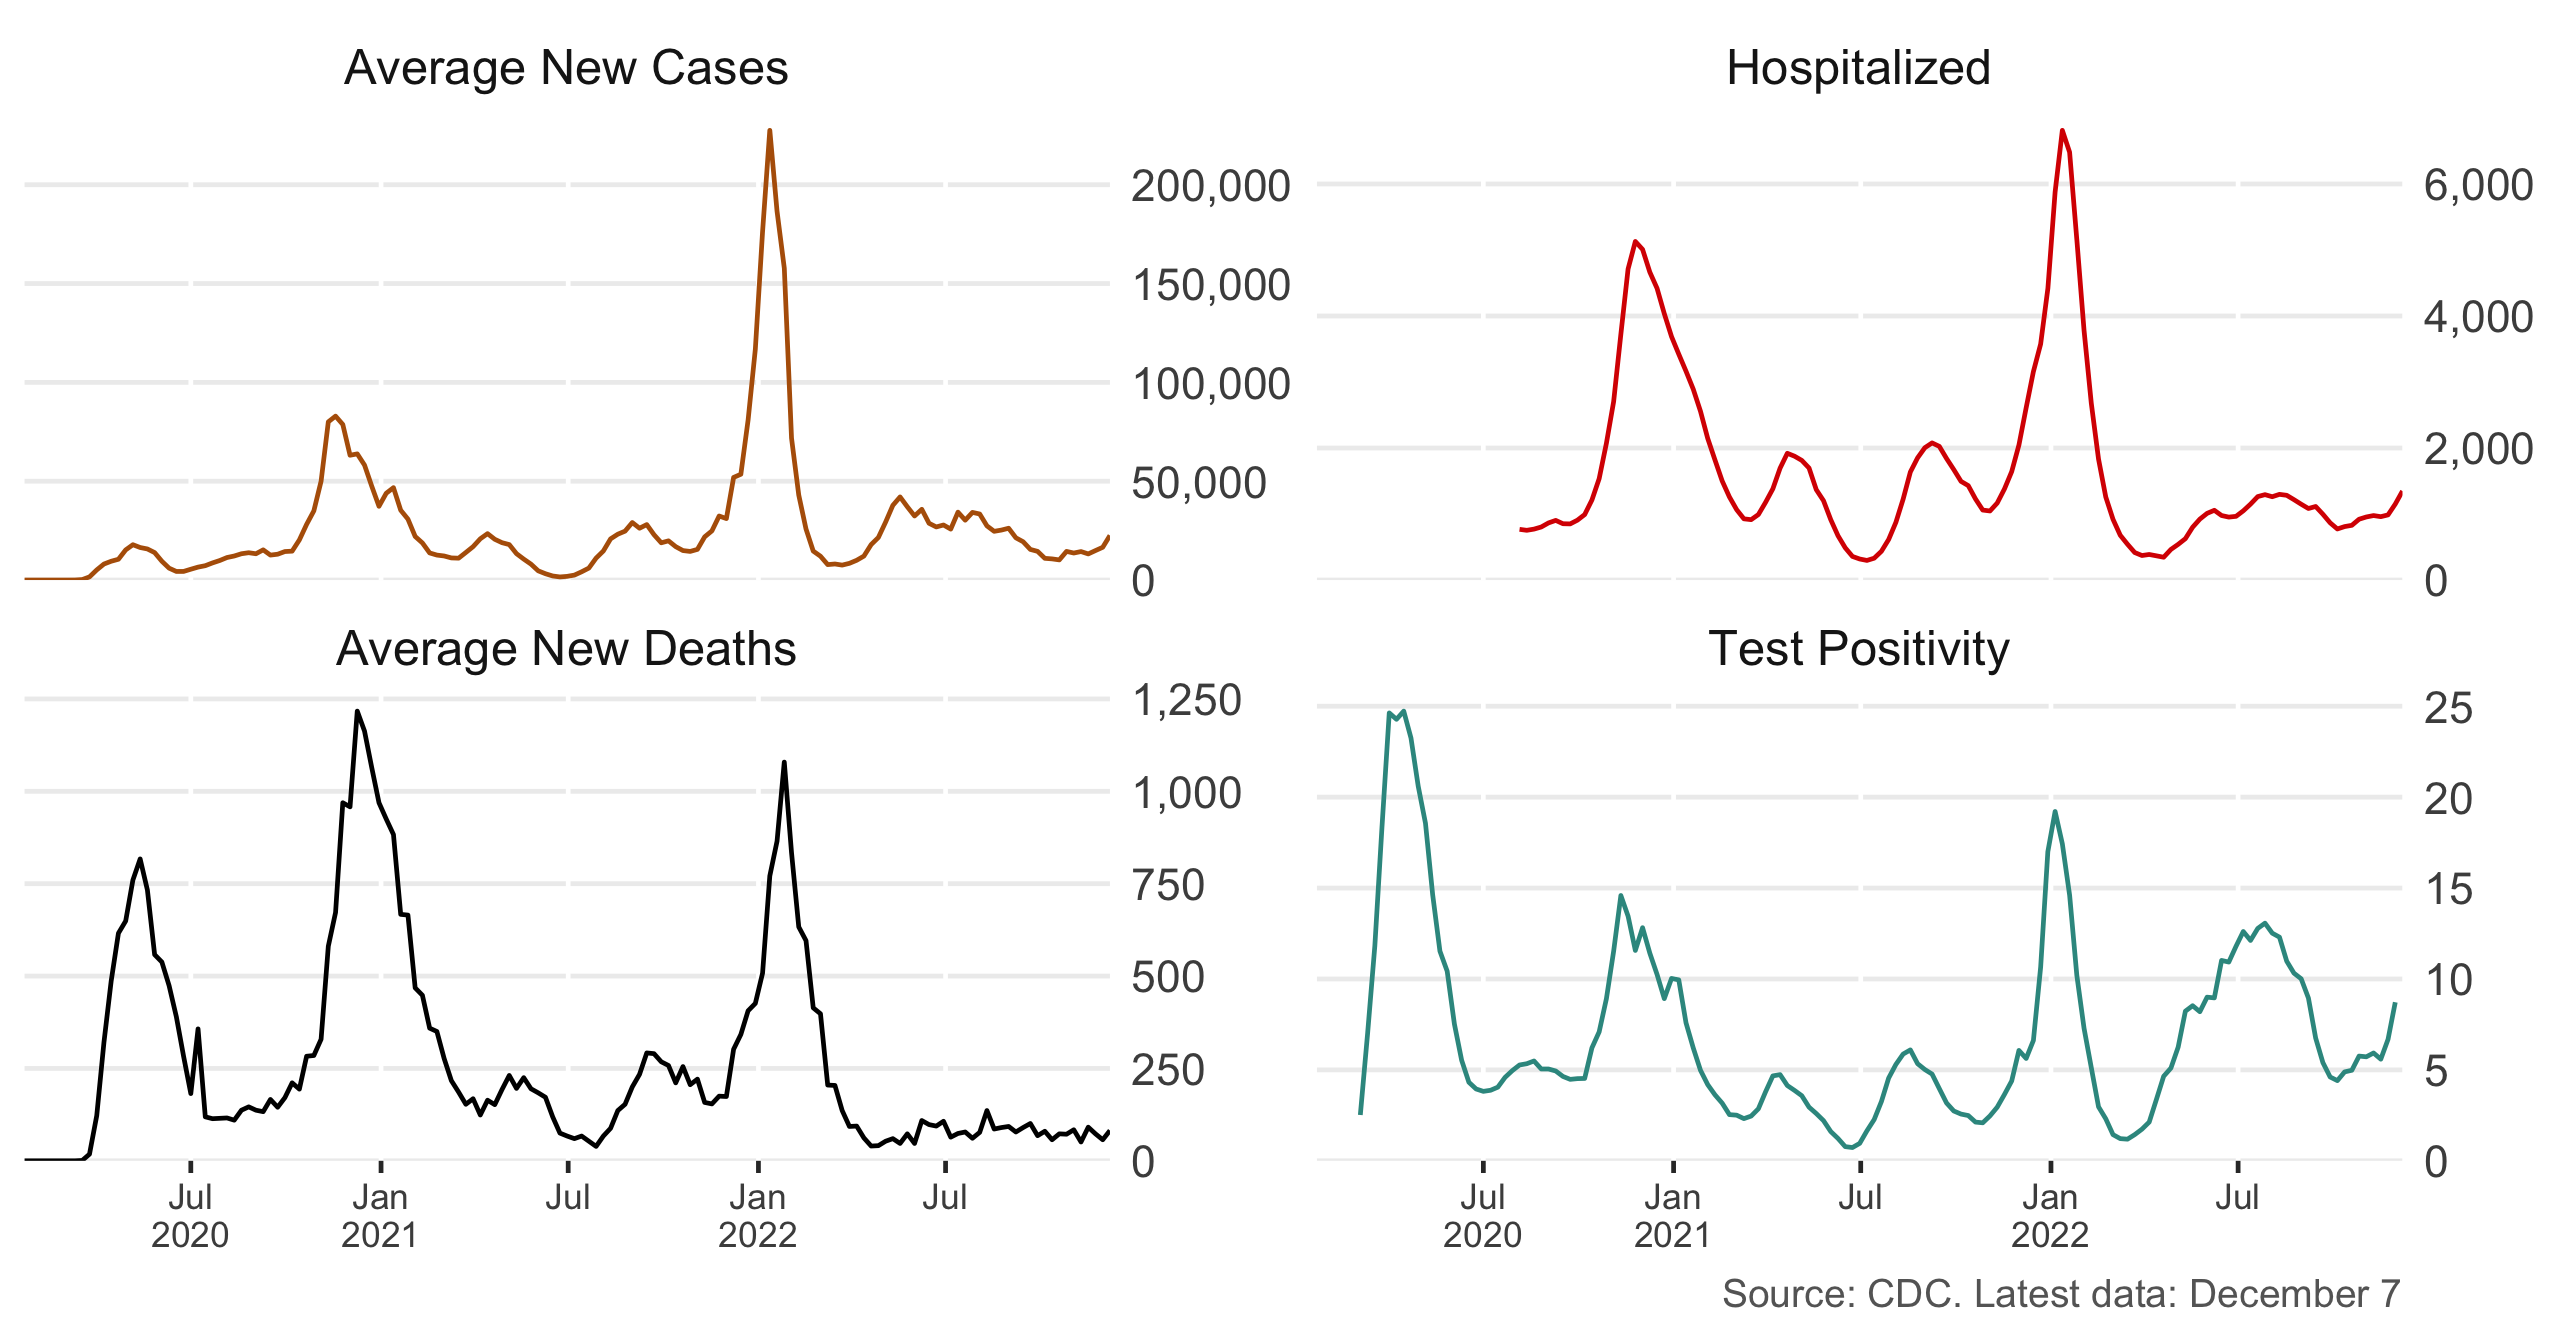 Average New Cases
200,000
150,000
100,000
50,000
0
Hospitalized
6,000
4,000
2,000
0
Average New Deaths
1,250
1,000
750
500
250
0
Jul Jan Jul Jan Jul
2020 2021 2022
Test Positivity
25
20
15
10
5
0
Jul Jan Jul Jan Jul
2020 2021 2022
Source: CDC. Latest data: December 7